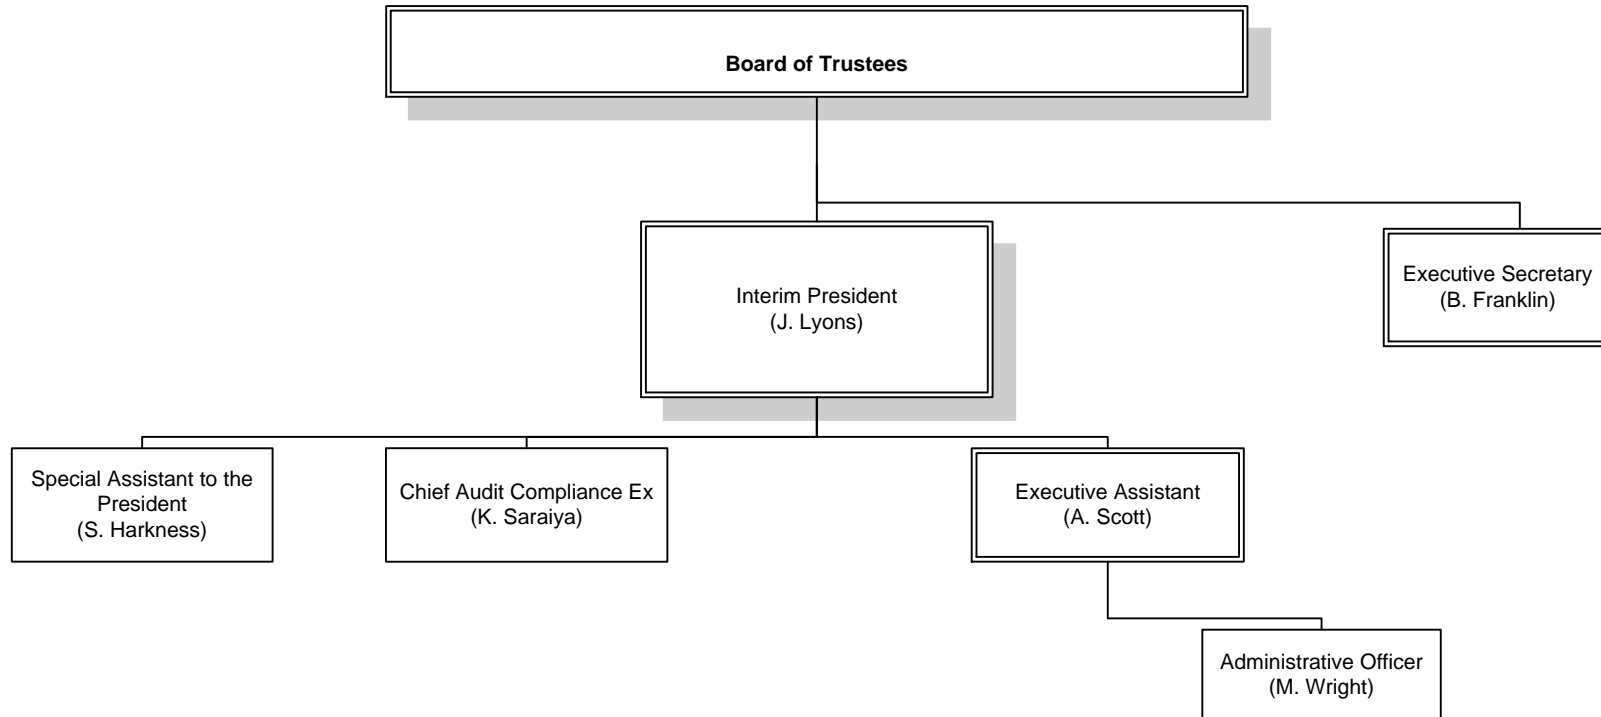 Board of Trustees
Interim President
(J. Lyons)
Executive Secretary
(B. Franklin)
Special Assistant to the
President
(S. Harkness)
Chief Audit Compliance Ex
(K. Saraiya)
Executive Assistant
(A. Scott)
Administrative Officer
(M. Wright)